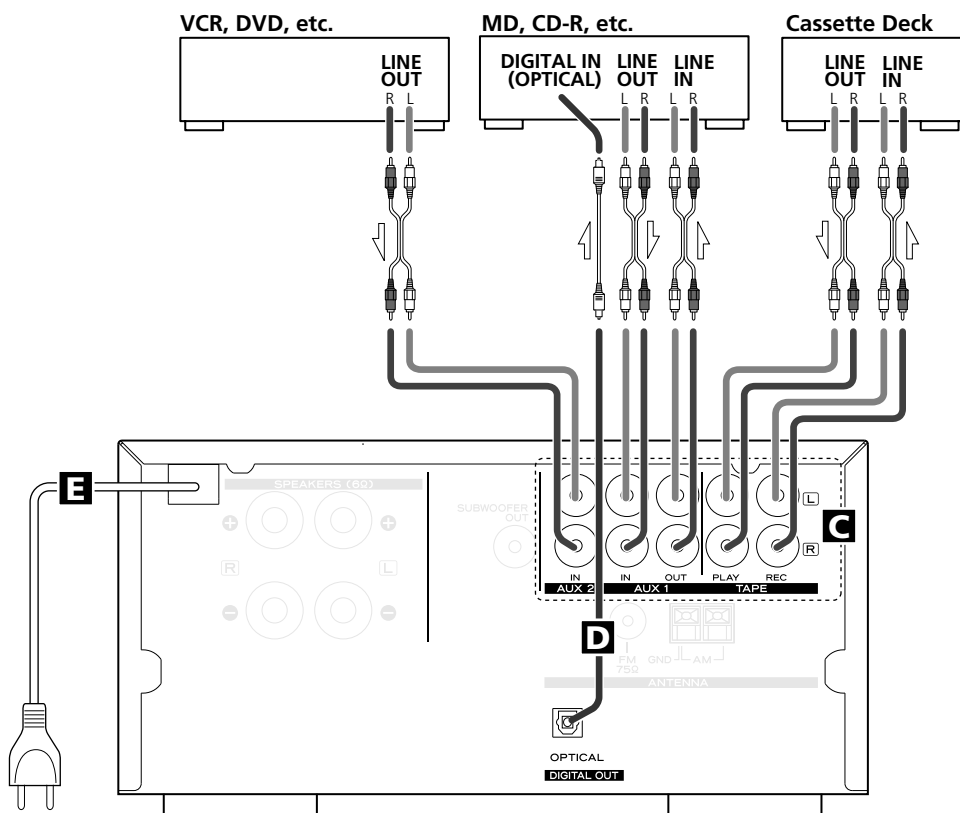 VCR, DVD, etc.
MD, CD-R, etc.
Cassette Deck
LINE OUT
R L
DIGITAL IN (OPTICAL)
LINE OUT
L R
LINE IN
L R
LINE OUT
L R
LINE IN
L R
E
SPEAKERS (6Ω)
SUBWOOFER OUT
L
C
R
R
L
IN
IN
OUT
PLAY
REC
AUX 2
AUX 1
TAPE
D
FM 75Ω
GND
AM
ANTENNA
OPTICAL
DIGITAL OUT